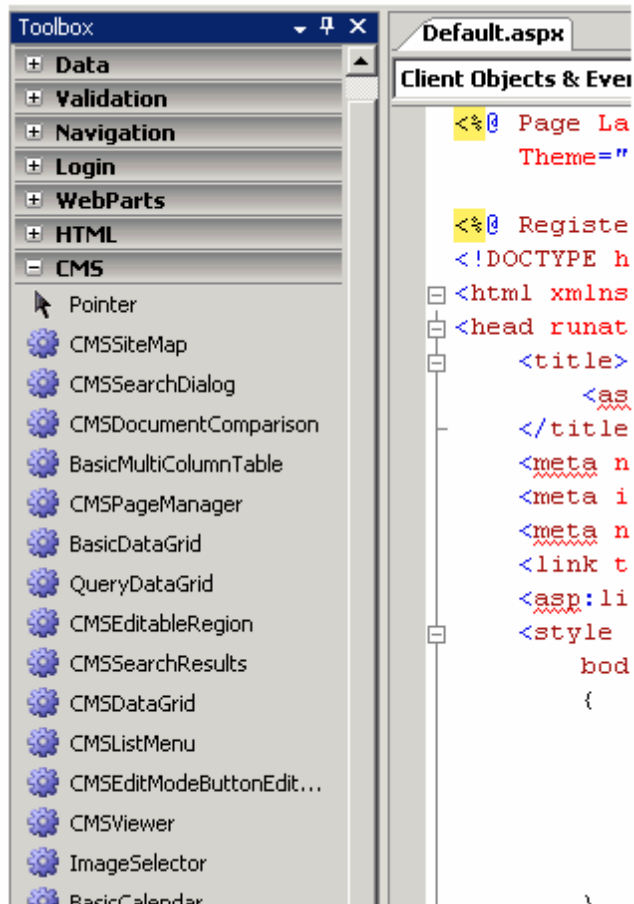 Toolbox
Data
Validation
Navigation
Login
WebParts
HTML
CMS
Pointer
CMSSiteMap
CMSSearchDialog
CMSDocumentComparison
BasicMultiColumnTable
CMSPageManager
BasicDataGrid
QueryDataGrid
CMSEditableRegion
CMSSearchResults
CMSDataGrid
CMSListMenu
CMSEditModeButtonEdit...
CMSViewer
ImageSelector
BasicCalendar
Default.aspx
Client Objects & Eve
<%@ Page La
Theme="
<%@ Registe
<!DOCTYPE h
<html xmlns
<head runat
<title>
<as
</title
<meta n
<meta i
<meta n
<link t
<asp:li
<style
bod
{
}